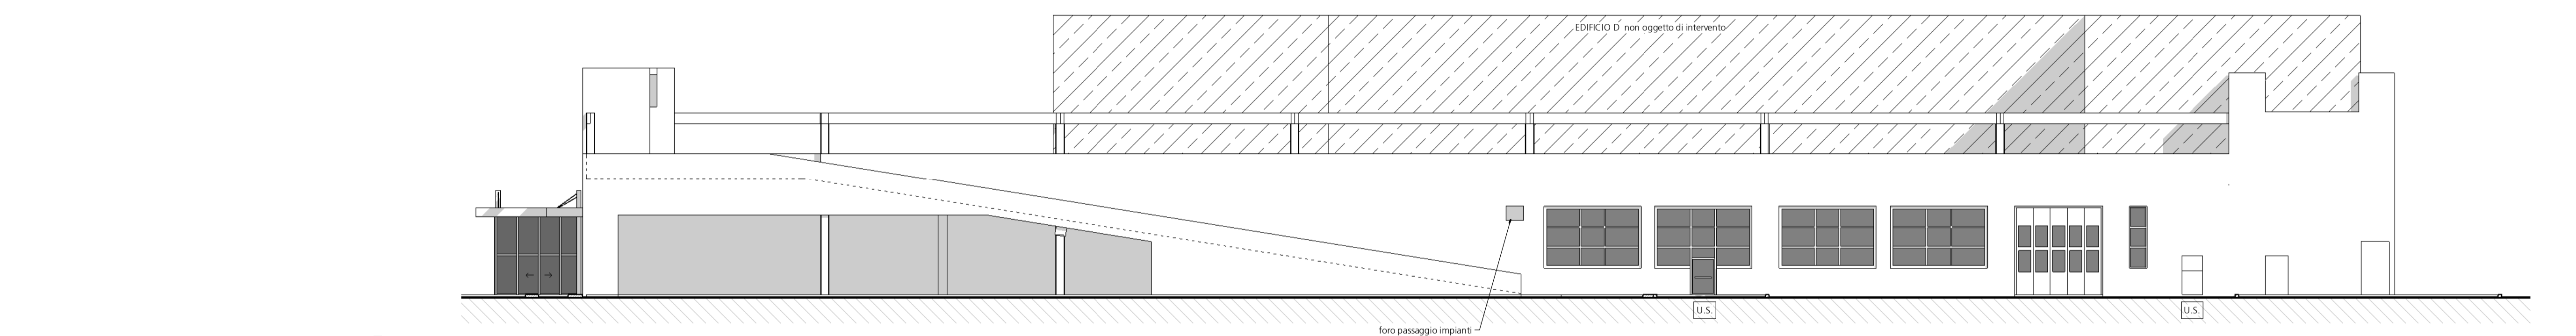 EDIFICIO D non oggetto di intervento
U.S.
U.S.
foro passaggio impianti